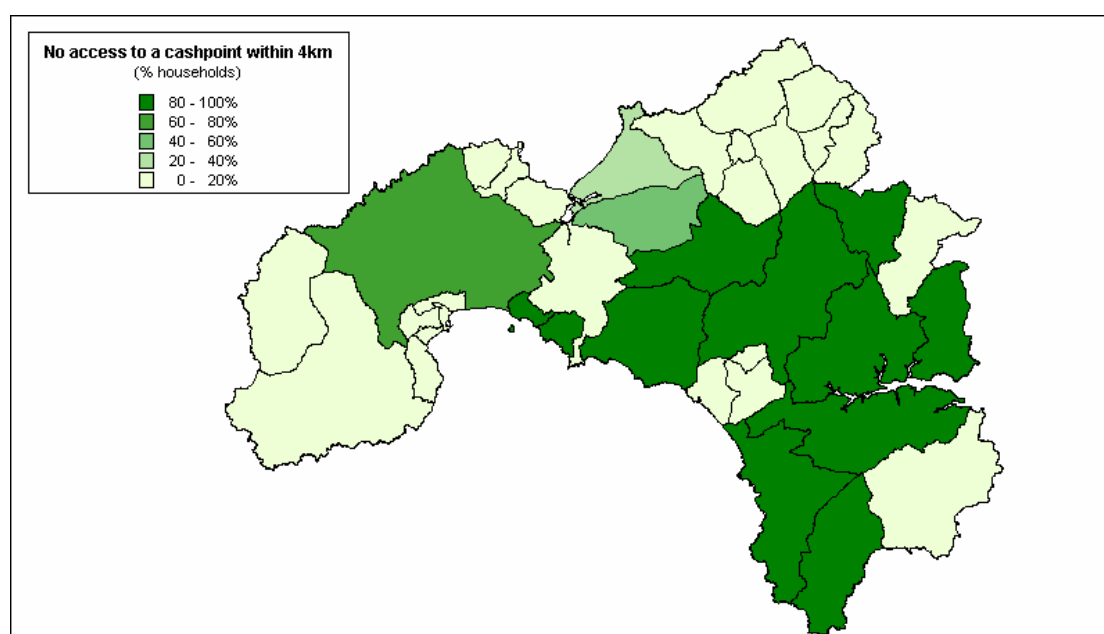 No access to a cashpoint within 4km
(% households)
80 - 100%
60 - 80%
40 - 60%
20 - 40%
0 - 20%